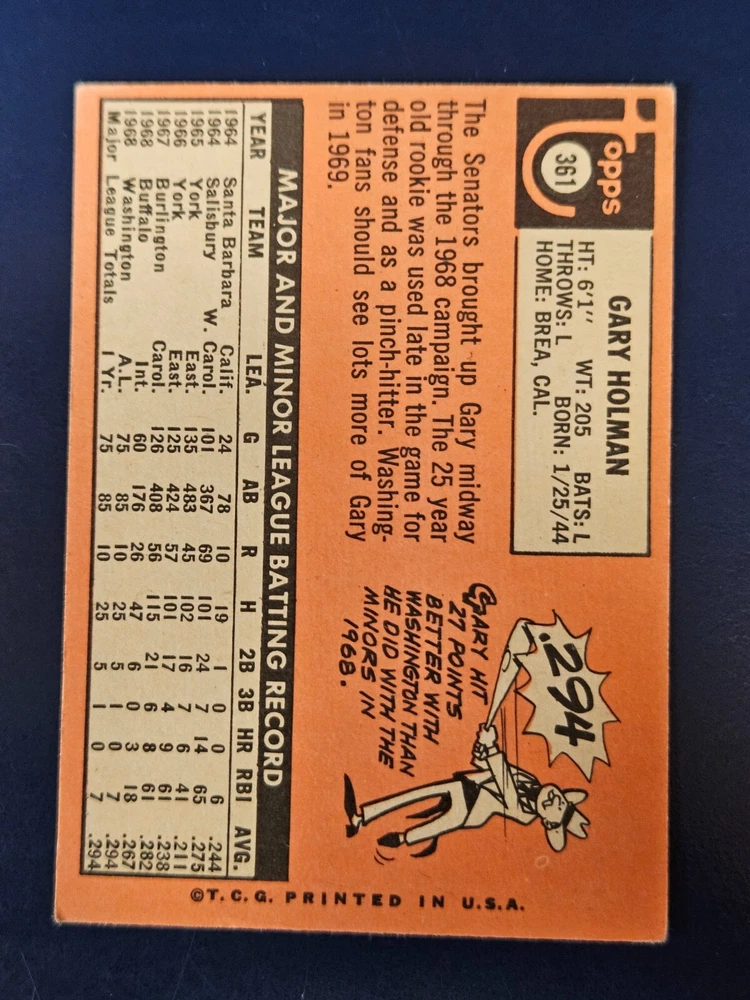 Topps
361
GARY HOLMAN
HT: 6'1" WT: 205 BATS: L
THROWS: L BORN: 1/25/44
HOME: BREA, CAL.
The Senators brought up Gary midway
through the 1968 campaign. The 25 year
old rookie was used late in the game for
defense and as a pinch-hitter. Washing-
ton fans should see lots more of Gary
in 1969.
.294
GARY HIT
27 POINTS
BETTER WITH
WASHINGTON THAN
HE DID WITH THE
MINORS IN
1968.
MAJOR AND MINOR LEAGUE BATTING RECORD
YEAR TEAM LEA. G AB R H 2B 3B HR RBI AVG.
1964 Santa Barbara Calif. 24 78 10 19 1 0 0 6 .244
1964 Salisbury W. Carol. 101 367 69 101 24 7 14 65 .275
1965 York East. 135 483 45 102 16 7 6 41 .211
1966 York East. 125 424 57 101 17 4 9 61 .238
1967 Burlington Carol. 126 408 56 115 21 6 8 61 .282
1968 Buffalo Int. 60 176 26 47 6 0 3 18 .267
1968 Washington A.L. 75 85 10 25 5 1 0 7 .294
Major League Totals 1 Yr. 75 85 10 25 5 1 0 7 .294
©T.C.G. PRINTED IN U.S.A.